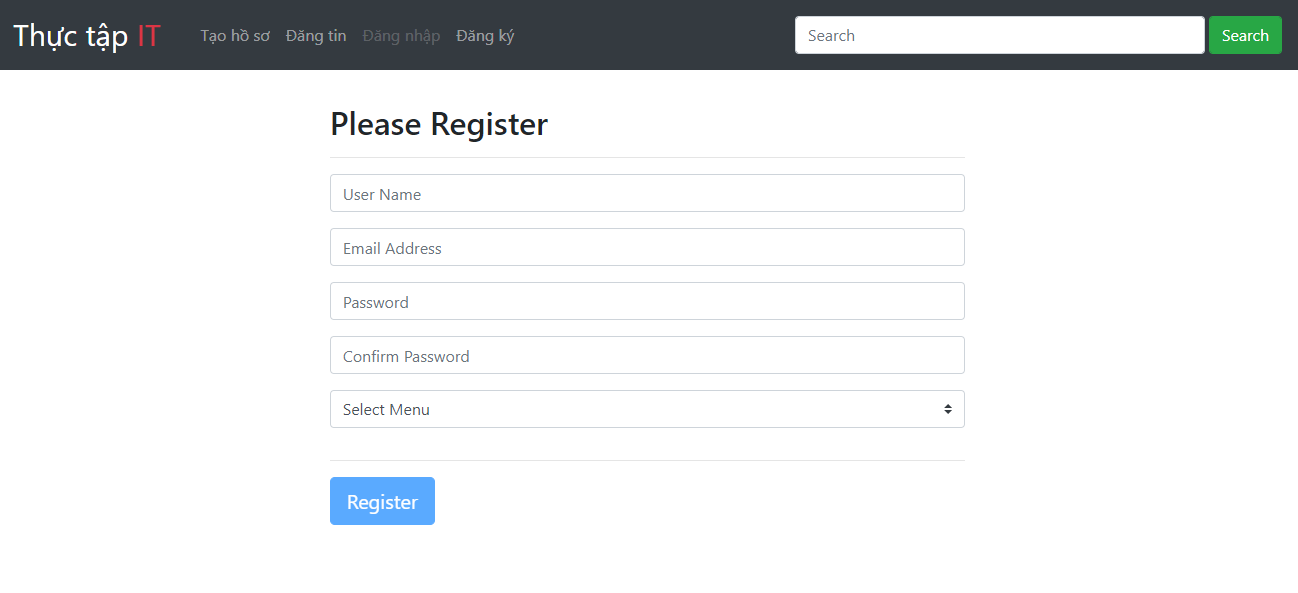 Thực tập IT Tạo hồ sơ Đăng tin Đăng nhập Đăng ký Search Search
Please Register
User Name
Email Address
Password
Confirm Password
Select Menu
Register